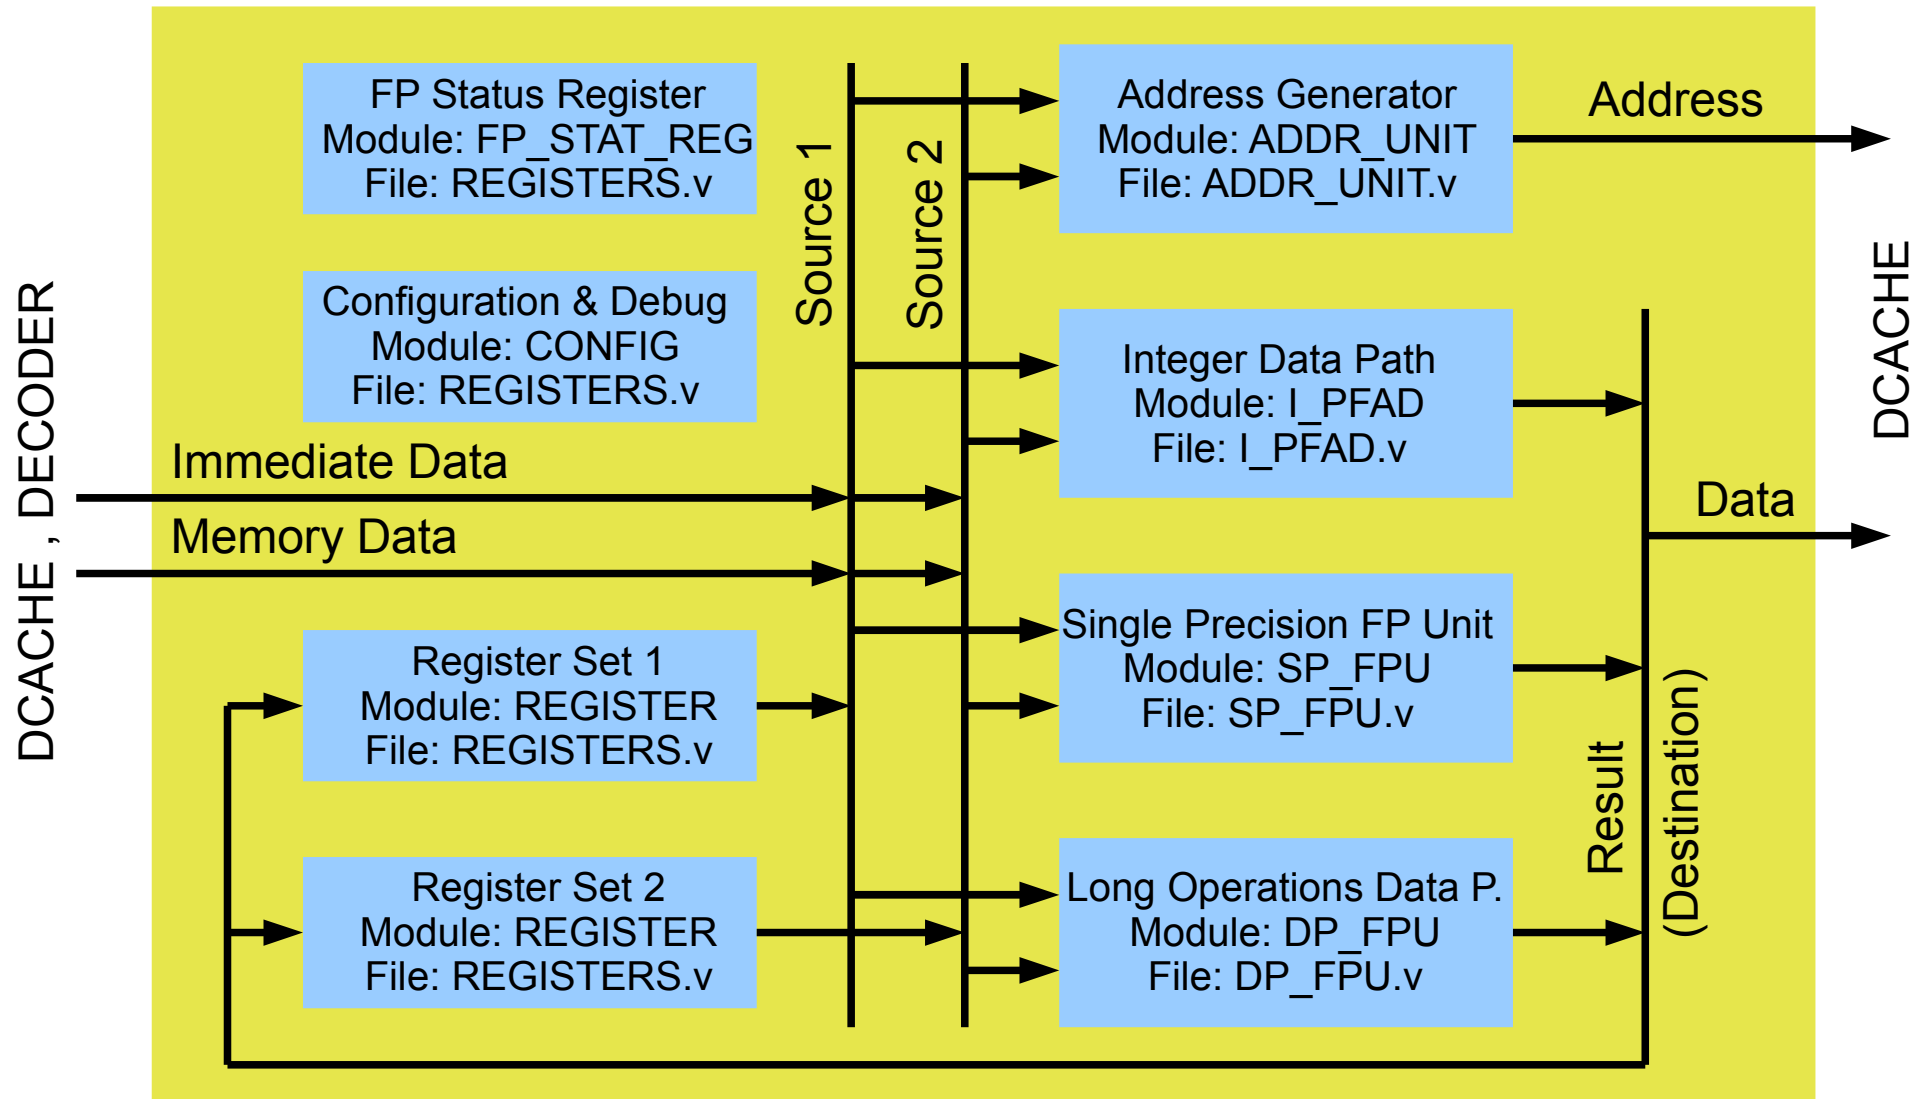 DCACHE , DECODER
FP Status Register
Module: FP_STAT_REG
File: REGISTERS.v
Configuration & Debug
Module: CONFIG
File: REGISTERS.v
Immediate Data
Memory Data
Register Set 1
Module: REGISTER
File: REGISTERS.v
Register Set 2
Module: REGISTER
File: REGISTERS.v
Source 1
Source 2
Address Generator
Module: ADDR_UNIT
File: ADDR_UNIT.v
Integer Data Path
Module: I_PFAD
File: I_PFAD.v
Single Precision FP Unit
Module: SP_FPU
File: SP_FPU.v
Long Operations Data P.
Module: DP_FPU
File: DP_FPU.v
Result
(Destination)
Address
Data
DCACHE